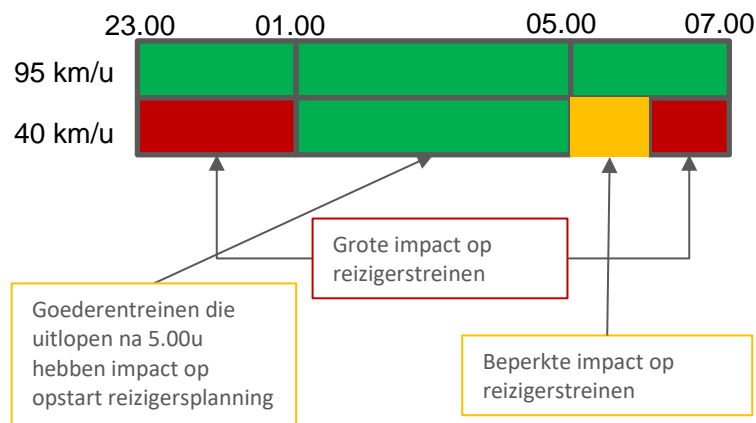 23.00 01.00 05.00 07.00
95 km/u
40 km/u
Grote impact op
reizigerstreinen
Goederentreinen die
uitlopen na 5.00u
hebben impact op
opstart reizigersplanning
Beperkte impact op
reizigerstreinen